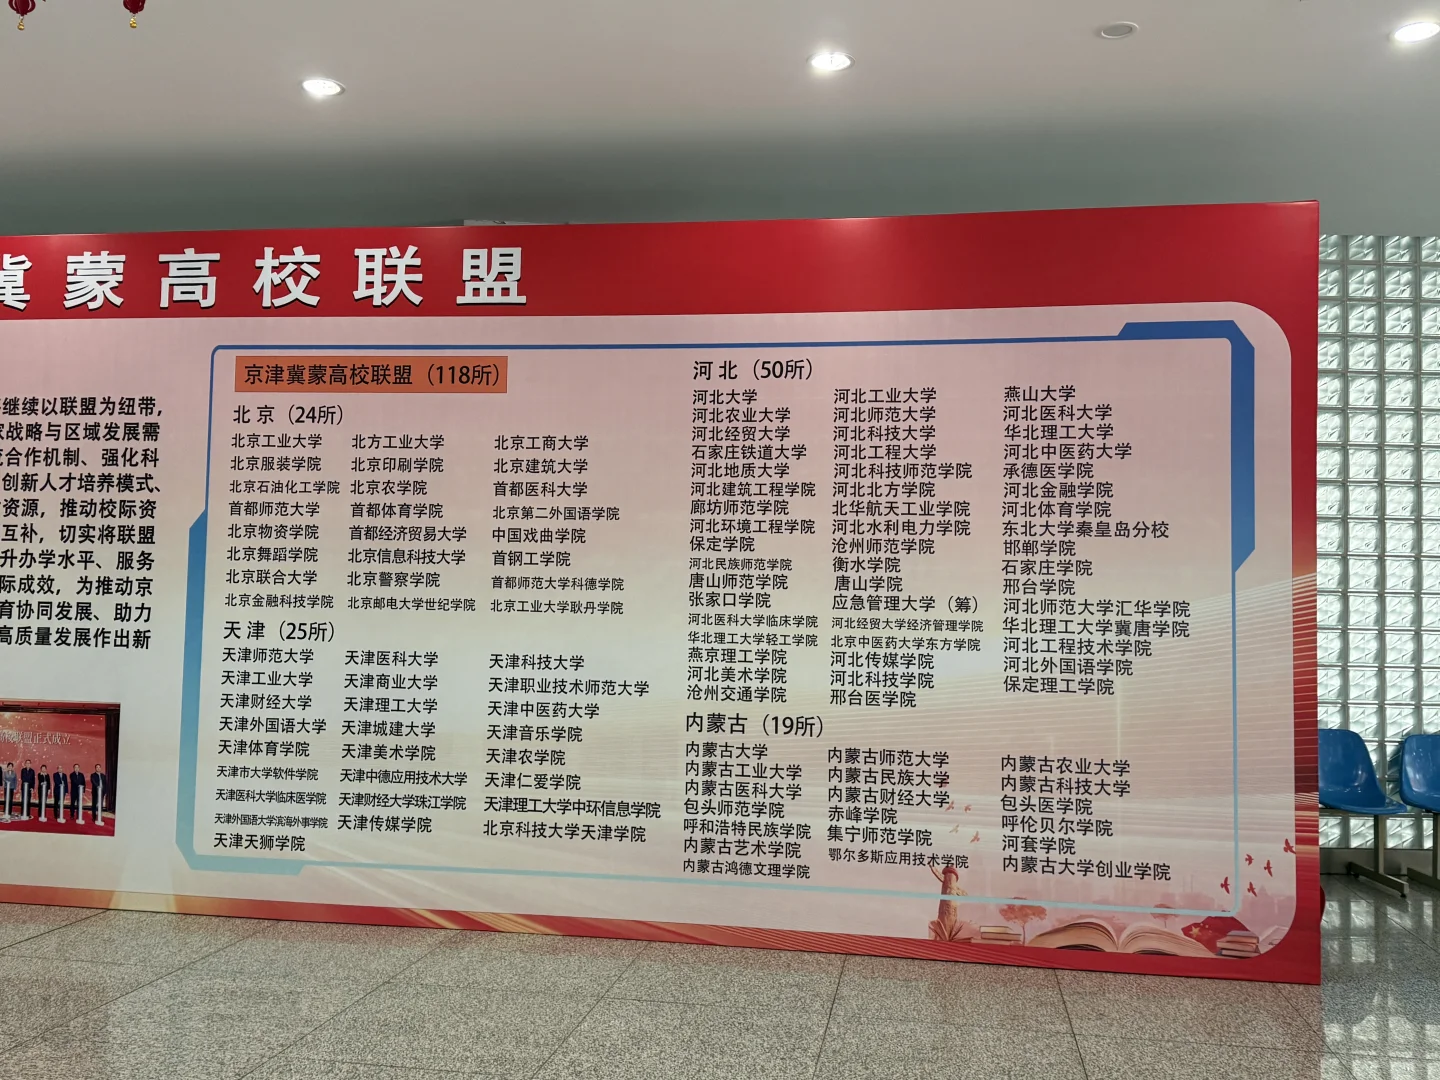 冀蒙高校联盟
继续以联盟为纽带,
家战略与区域发展需
合作机制、强化科
创新人才培养模式、
资源，推动校际资
互补，切实将联盟
升办学水平、服务
际成效，为推动京
育协同发展、助力
高质量发展作出新
联盟正式成立
京津冀蒙高校联盟（118所）
北 京（24所）
北京工业大学 北方工业大学 北京工商大学
北京服装学院 北京印刷学院 北京建筑大学
北京石油化工学院 北京农学院 首都医科大学
首都师范大学 首都体育学院 北京第二外国语学院
北京物资学院 首都经济贸易大学 中国戏曲学院
北京舞蹈学院 北京信息科技大学 首钢工学院
北京联合大学 北京警察学院 首都师范大学科德学院
北京金融科技学院 北京邮电大学世纪学院 北京工业大学耿丹学院
天 津（25所）
天津师范大学 天津医科大学 天津科技大学
天津工业大学 天津商业大学 天津职业技术师范大学
天津财经大学 天津理工大学 天津中医药大学
天津外国语大学 天津城建大学 天津音乐学院
天津体育学院 天津美术学院 天津农学院
天津市大学软件学院 天津中德应用技术大学 天津仁爱学院
天津医科大学临床医学院 天津财经大学珠江学院 天津理工大学中环信息学院
天津外国语大学滨海外事学院 天津传媒学院 北京科技大学天津学院
天津天狮学院
河 北（50所）
河北大学 河北工业大学 燕山大学
河北农业大学 河北师范大学 河北医科大学
河北经贸大学 河北科技大学 华北理工大学
石家庄铁道大学 河北工程大学 河北中医药大学
河北地质大学 河北科技师范学院 承德医学院
河北建筑工程学院 河北北方学院 河北金融学院
廊坊师范学院 北华航天工业学院 河北体育学院
河北环境工程学院 河北水利电力学院 东北大学秦皇岛分校
保定学院 沧州师范学院 邯郸学院
河北民族师范学院 衡水学院 石家庄学院
唐山师范学院 唐山学院 邢台学院
张家口学院 应急管理大学（筹） 河北师范大学汇华学院
河北医科大学临床学院 河北经贸大学经济管理学院 华北理工大学冀唐学院
华北理工大学轻工学院 北京中医药大学东方学院 河北工程技术学院
燕京理工学院 河北传媒学院 河北外国语学院
河北美术学院 河北科技学院 保定理工学院
沧州交通学院 邢台医学院
内蒙古（19所）
内蒙古大学 内蒙古师范大学 内蒙古农业大学
内蒙古工业大学 内蒙古民族大学 内蒙古科技大学
内蒙古医科大学 内蒙古财经大学 包头医学院
包头师范学院 赤峰学院 呼伦贝尔学院
呼和浩特民族学院 集宁师范学院 河套学院
内蒙古艺术学院 鄂尔多斯应用技术学院 内蒙古大学创业学院
内蒙古鸿德文理学院